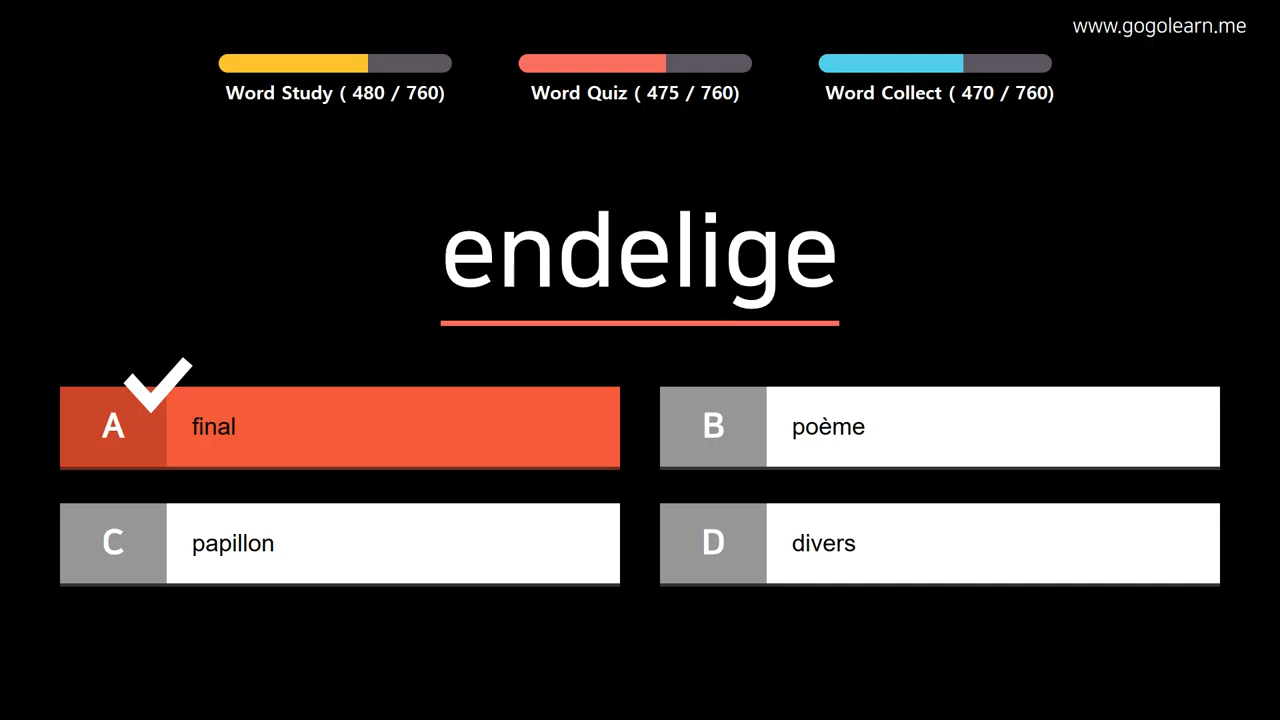 www.gogolearn.me
Word Study ( 480 / 760)
Word Quiz ( 475 / 760)
Word Collect ( 470 / 760)
endelige
A final
B poème
C papillon
D divers